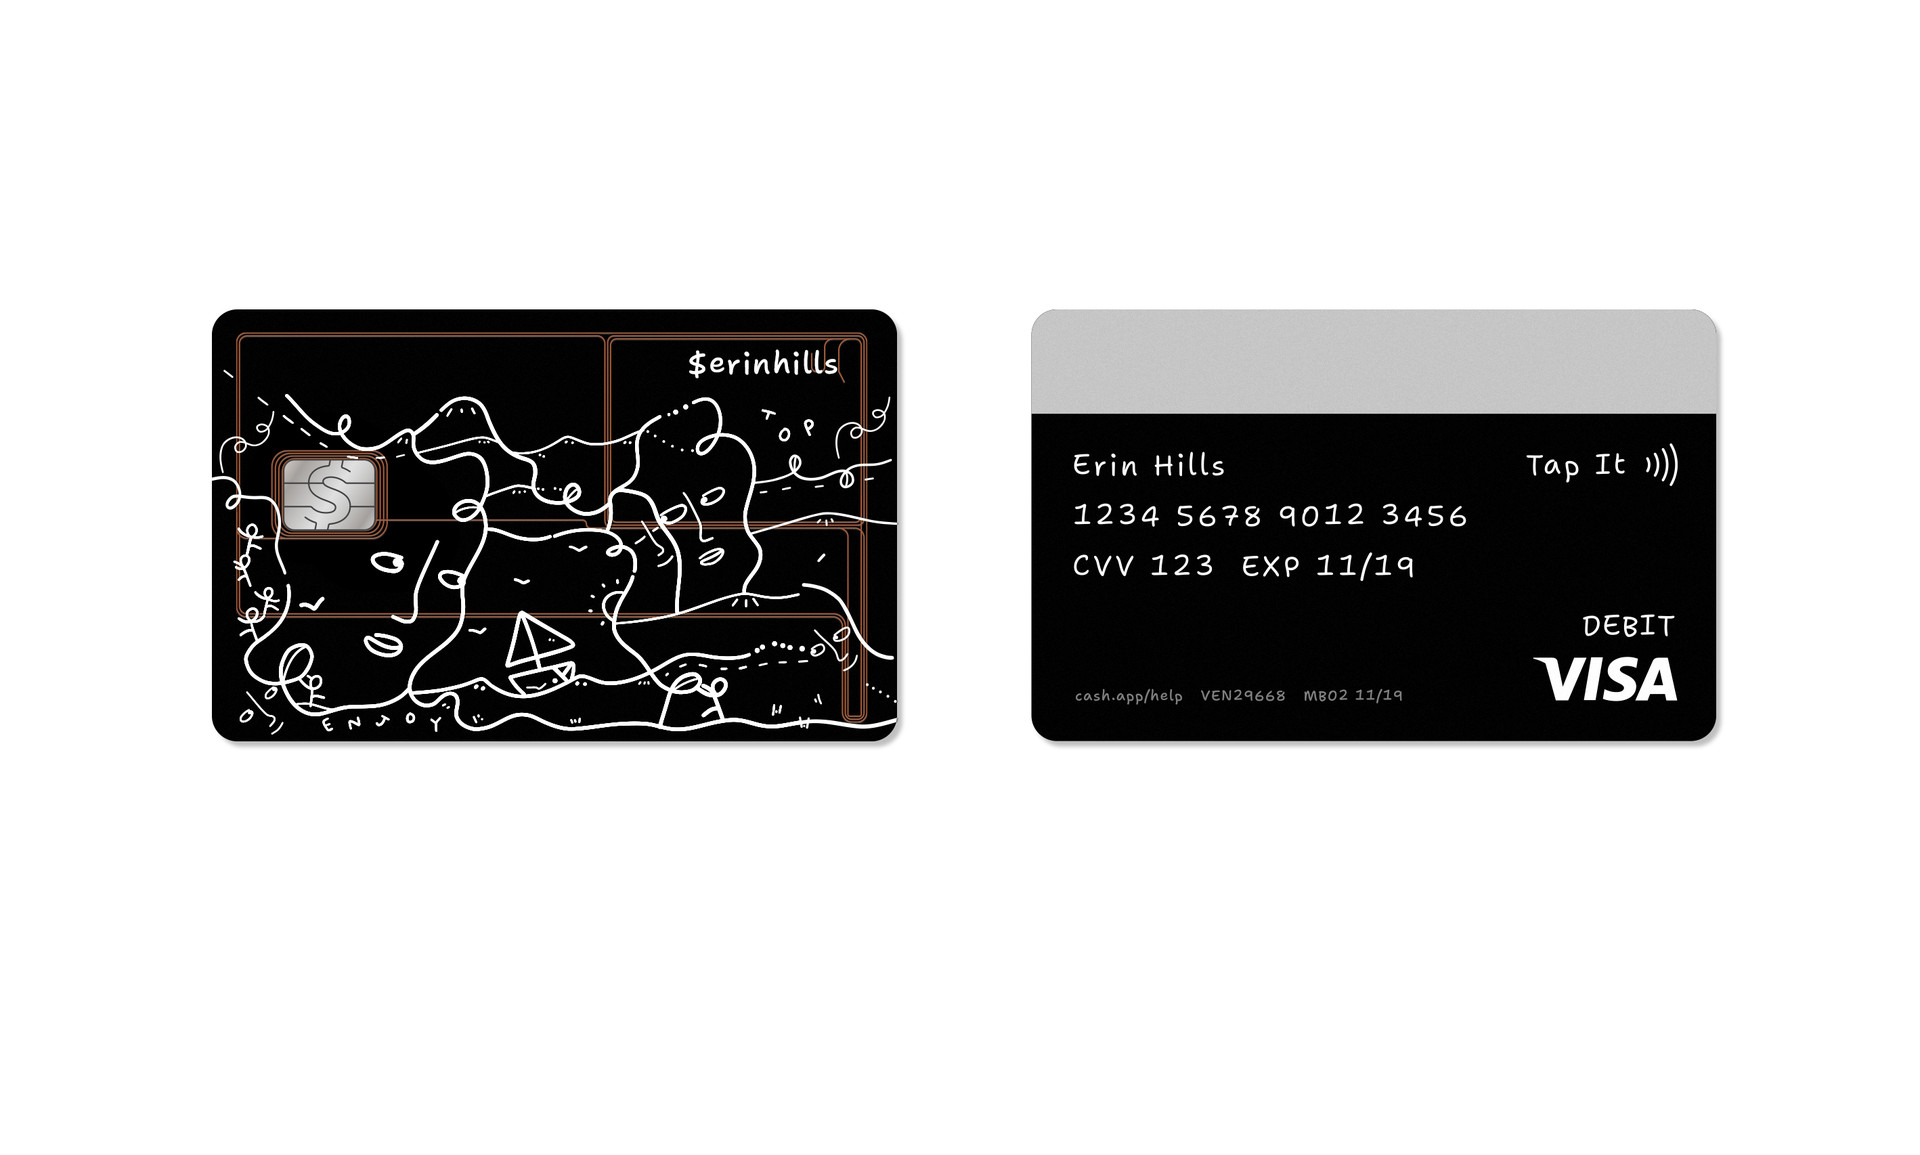 $erinhills
TOP
ENJOY
Erin Hills
Tap It
1234 5678 9012 3456
CVV 123 EXP 11/19
DEBIT
VISA
cash.app/help VEN29668 MB02 11/19